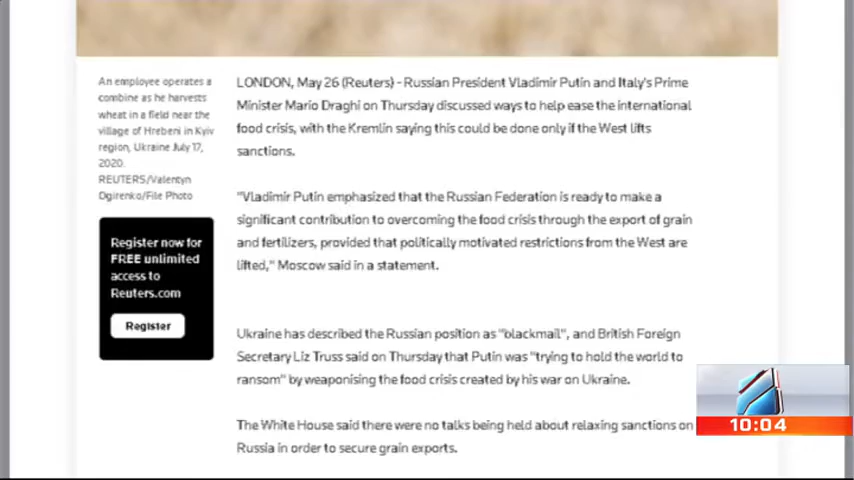 An employee operates a
combine as he harvests
wheat in a field near the
village of Hrebeni in Kyiv
region, Ukraine July 17,
2020.
REUTERS/Valentyn
Ogirenko/File Photo
Register now for
FREE unlimited
access to
Reuters.com
Register
LONDON, May 26 (Reuters) - Russian President Vladimir Putin and Italy's Prime
Minister Mario Draghi on Thursday discussed ways to help ease the international
food crisis, with the Kremlin saying this could be done only if the West lifts
sanctions.
"Vladimir Putin emphasized that the Russian Federation is ready to make a
significant contribution to overcoming the food crisis through the export of grain
and fertilizers, provided that politically motivated restrictions from the West are
lifted," Moscow said in a statement.
Ukraine has described the Russian position as "blackmail", and British Foreign
Secretary Liz Truss said on Thursday that Putin was "trying to hold the world to
ransom" by weaponising the food crisis created by his war on Ukraine.
The White House said there were no talks being held about relaxing sanctions on
Russia in order to secure grain exports.
10:04